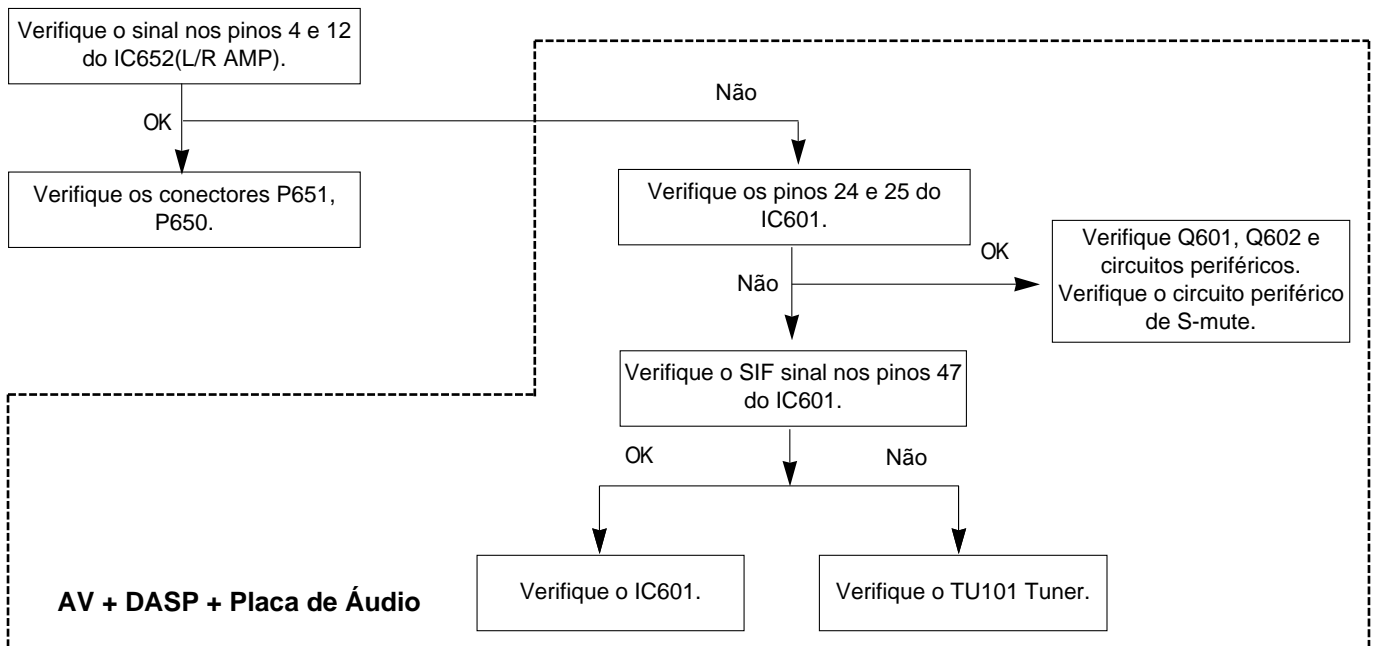 Verifique o sinal nos pinos 4 e 12
do IC652(L/R AMP).
Não
OK
Verifique os conectores P651,
P650.
Verifique os pinos 24 e 25 do
IC601.
OK
Verifique Q601, Q602 e
circuitos periféricos.
Verifique o circuito periférico
de S-mute.
Não
Verifique o SIF sinal nos pinos 47
do IC601.
OK
Não
Verifique o IC601.
Verifique o TU101 Tuner.
AV + DASP + Placa de Áudio